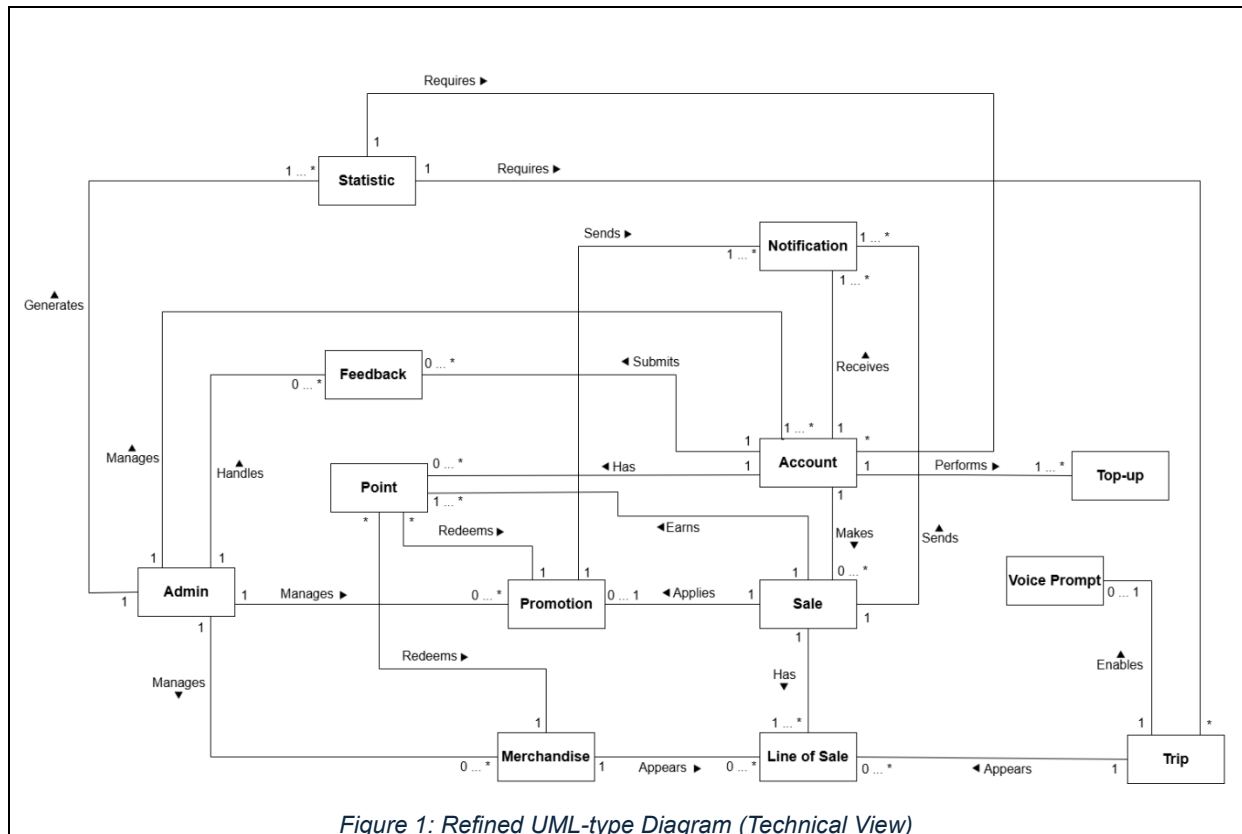 Requires ►
1
1 ... *
Statistic
1
Requires ►
Sends ►
Notification
1 ... *
1 ... *
1 ... *
▲
Generates
Feedback
0 ... *
0 ... *
◄ Submits
▲
Receives
▲
Manages
▲
Handles
1
1 ... *
1
*
Account
1
1
1
◄ Has
0 ... *
Performs ►
1 ... *
Top-up
Point
1 ... *
*
*
Redeems ►
◄Earns
Makes
▼
▲
Sends
1
1
Admin
1
1
1
Manages ►
0 ... *
1
1
Promotion
0 ... 1
◄ Applies
1
1
0 ... *
Sale
1
1
Voice Prompt
0 ... 1
Redeems ►
Manages
▼
Has
▼
▲
Enables
1
1 ... *
1
*
0 ... *
Merchandise
1
Appears ►
0 ... *
Line of Sale
0 ... *
◄ Appears
1
Trip
Figure 1: Refined UML-type Diagram (Technical View)